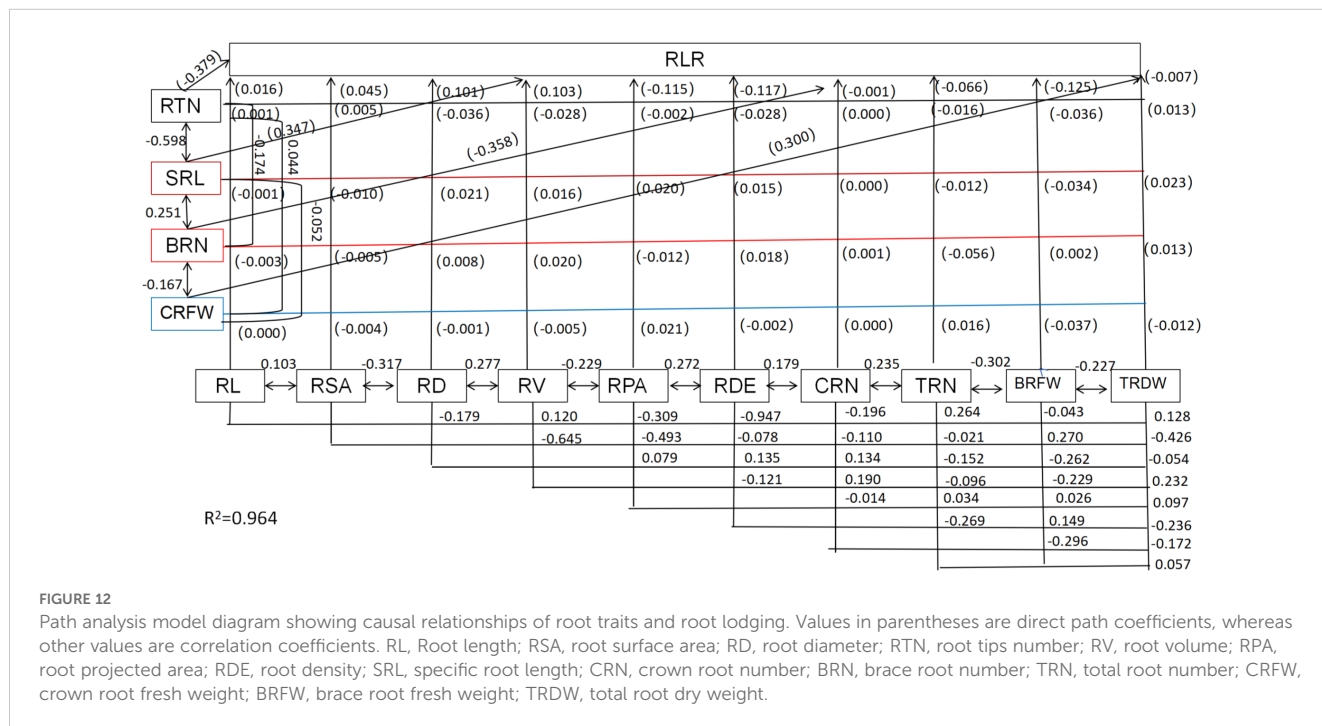 RLR
(-0.379)
(-0.007)
(0.016) (0.045) (0.101) (0.103) (-0.115) (-0.117) (-0.001) (-0.066) (-0.125)
RTN
(0.001) (0.005) (-0.036) (-0.028) (-0.002) (-0.028) (0.000) (-0.016) (-0.036) (0.013)
-0.598
(0.347)
-0.174
0.044
(-0.358)
(0.300)
SRL
(-0.001) (-0.010) (0.021) (0.016) (0.020) (0.015) (0.000) (-0.012) (-0.034) (0.023)
0.251
-0.052
BRN
(-0.003) (-0.005) (0.008) (0.020) (-0.012) (0.018) (0.001) (-0.056) (0.002) (0.013)
-0.167
CRFW
(0.000) (-0.004) (-0.001) (-0.005) (0.021) (-0.002) (0.000) (0.016) (-0.037) (-0.012)
0.103 -0.317 0.277 -0.229 0.272 0.179 0.235 -0.302 -0.227
RL RSA RD RV RPA RDE CRN TRN BRFW TRDW
-0.179 0.120 -0.309 -0.947 -0.196 0.264 -0.043 0.128
-0.645 -0.493 -0.078 -0.110 -0.021 0.270 -0.426
0.079 0.135 0.134 -0.152 -0.262 -0.054
-0.121 0.190 -0.096 -0.229 0.232
-0.014 0.034 0.026 0.097
-0.269 0.149 -0.236
-0.296 -0.172
0.057
R²=0.964
FIGURE 12
Path analysis model diagram showing causal relationships of root traits and root lodging. Values in parentheses are direct path coefficients, whereas
other values are correlation coefficients. RL, Root length; RSA, root surface area; RD, root diameter; RTN, root tips number; RV, root volume; RPA,
root projected area; RDE, root density; SRL, specific root length; CRN, crown root number; BRN, brace root number; TRN, total root number; CRFW,
crown root fresh weight; BRFW, brace root fresh weight; TRDW, total root dry weight.